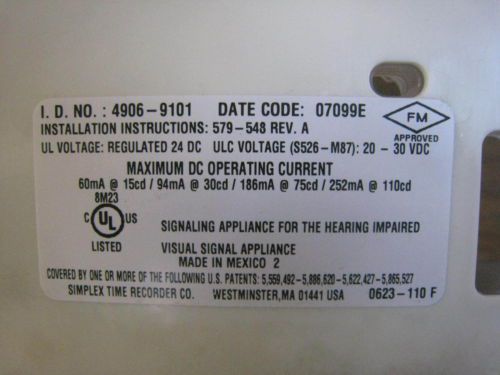 I. D. NO. : 4906-9101 DATE CODE: 07099E
FM
APPROVED
INSTALLATION INSTRUCTIONS: 579-548 REV. A
UL VOLTAGE: REGULATED 24 DC ULC VOLTAGE (S526-M87): 20 - 30 VDC
MAXIMUM DC OPERATING CURRENT
60mA @ 15cd / 94mA @ 30cd / 186mA @ 75cd / 252mA @ 110cd
8M23
C UL US
LISTED
SIGNALING APPLIANCE FOR THE HEARING IMPAIRED
VISUAL SIGNAL APPLIANCE
MADE IN MEXICO 2
COVERED BY ONE OR MORE OF THE FOLLOWING U.S. PATENTS: 5,559,492-5,886,620-5,622,427-5,865,527
SIMPLEX TIME RECORDER CO. WESTMINSTER, MA 01441 USA 0623-110 F